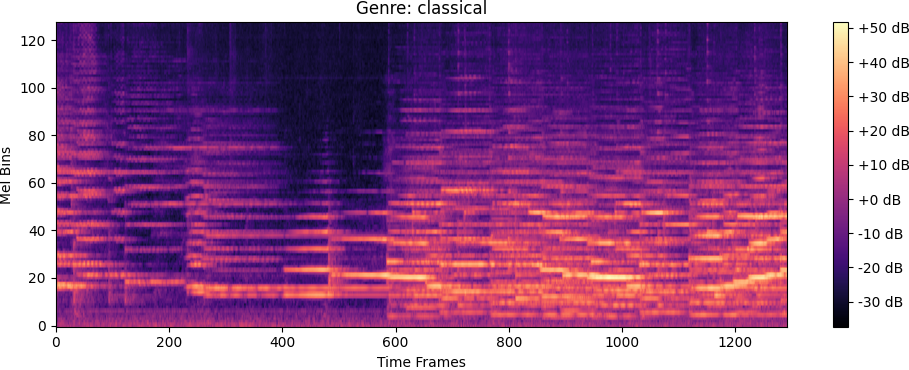 Genre: classical
Mel Bins
120
100
80
60
40
20
0
0 200 400 600 800 1000 1200
Time Frames
+50 dB
+40 dB
+30 dB
+20 dB
+10 dB
+0 dB
-10 dB
-20 dB
-30 dB